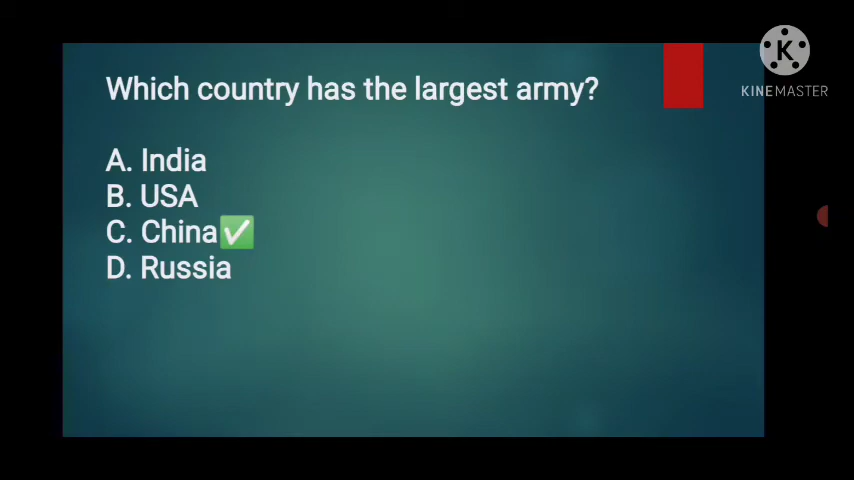 Which country has the largest army?
A. India
B. USA
C. China✅
D. Russia
K
KINEMASTER